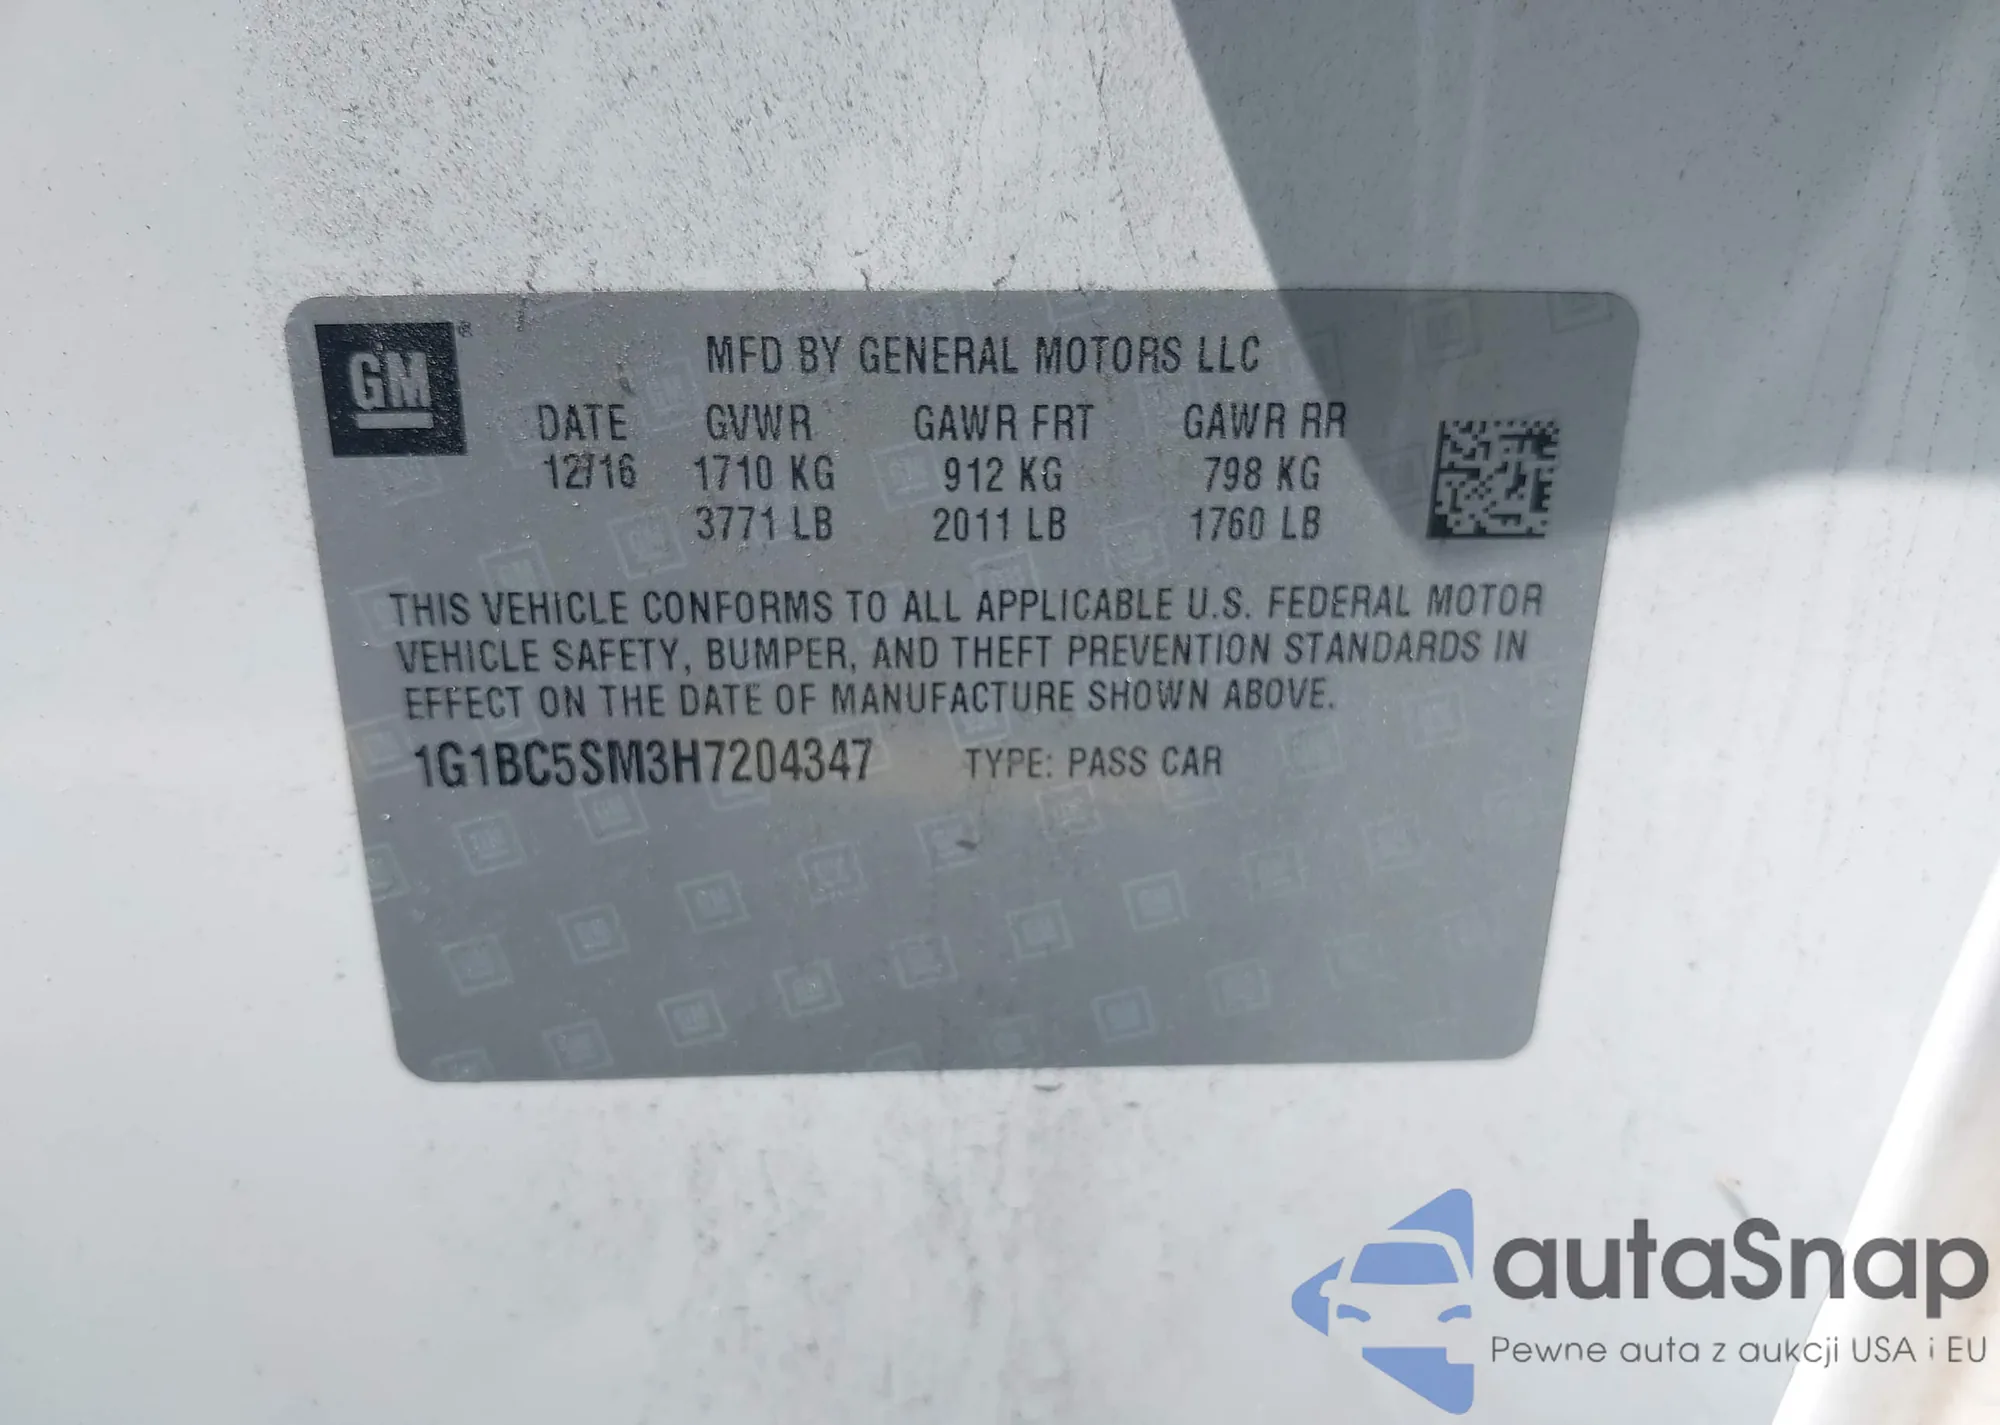 GM ®
MFD BY GENERAL MOTORS LLC
DATE GVWR GAWR FRT GAWR RR
12/16 1710 KG 912 KG 798 KG
3771 LB 2011 LB 1760 LB
THIS VEHICLE CONFORMS TO ALL APPLICABLE U.S. FEDERAL MOTOR
VEHICLE SAFETY, BUMPER, AND THEFT PREVENTION STANDARDS IN
EFFECT ON THE DATE OF MANUFACTURE SHOWN ABOVE.
1G1BC5SM3H7204347 TYPE: PASS CAR
autaSnap
Pewne auta z aukcji USA i EU